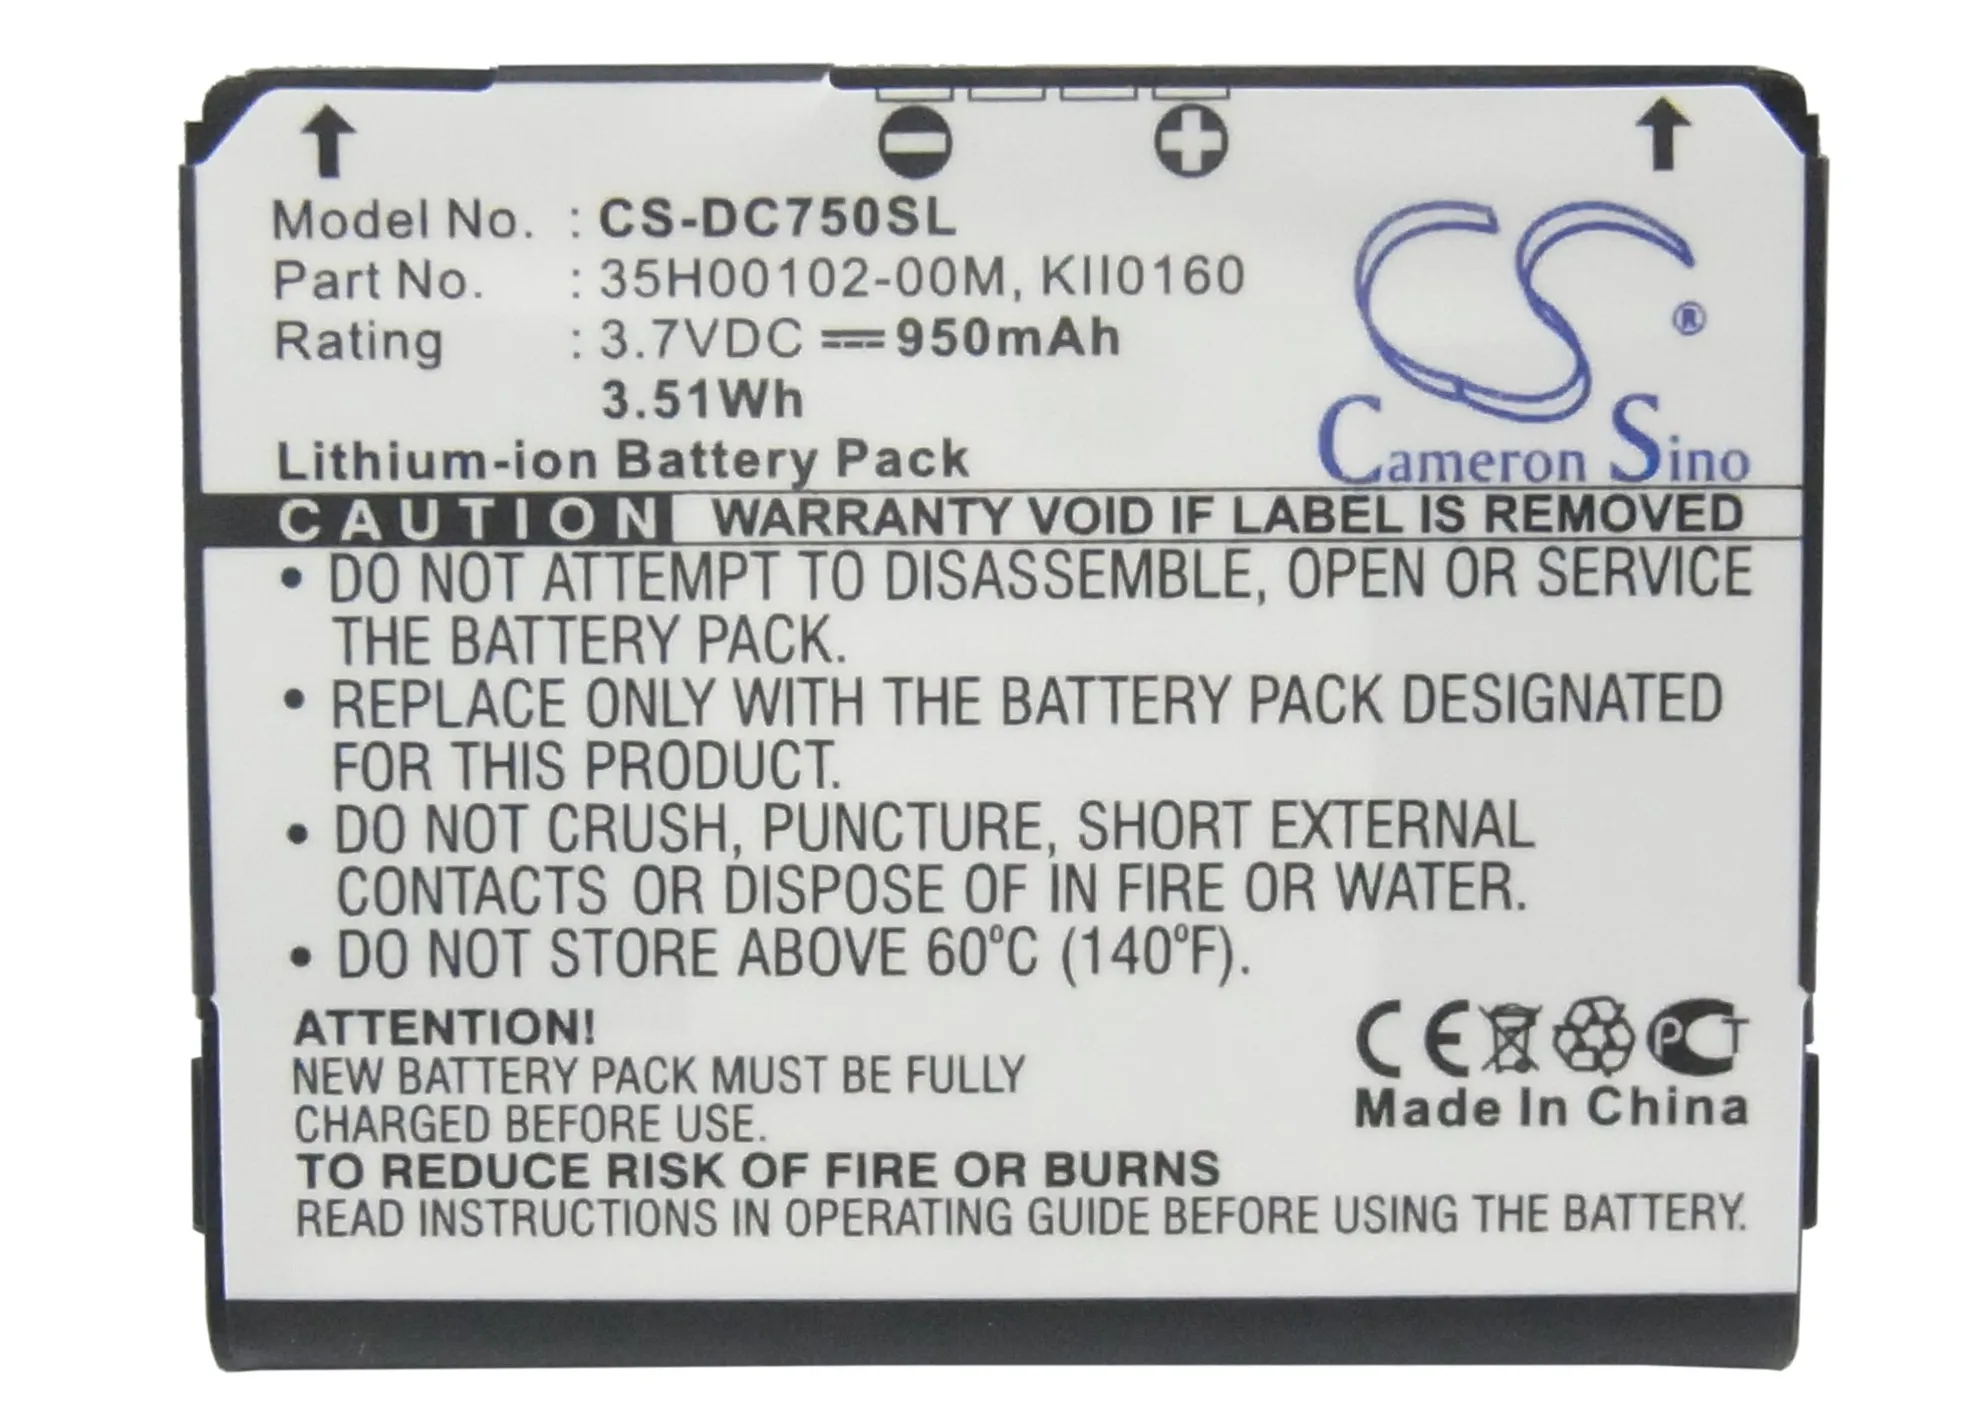 Model No. : CS-DC750SL
Part No. : 35H00102-00M, KII0160
Rating : 3.7VDC 950mAh
3.51Wh
CS ®
Cameron Sino
Lithium-ion Battery Pack
CAUTION WARRANTY VOID IF LABEL IS REMOVED
• DO NOT ATTEMPT TO DISASSEMBLE, OPEN OR SERVICE
THE BATTERY PACK.
• REPLACE ONLY WITH THE BATTERY PACK DESIGNATED
FOR THIS PRODUCT.
• DO NOT CRUSH, PUNCTURE, SHORT EXTERNAL
CONTACTS OR DISPOSE OF IN FIRE OR WATER.
• DO NOT STORE ABOVE 60°C (140°F).
ATTENTION!
NEW BATTERY PACK MUST BE FULLY
CHARGED BEFORE USE.
CE PCT
Made In China
TO REDUCE RISK OF FIRE OR BURNS
READ INSTRUCTIONS IN OPERATING GUIDE BEFORE USING THE BATTERY.